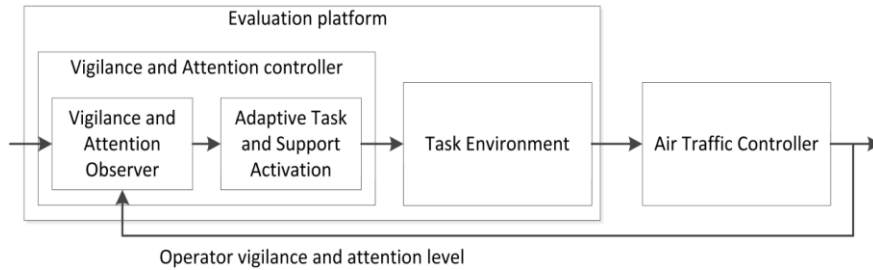 Evaluation platform
Vigilance and Attention controller
Vigilance and
Attention
Observer
Adaptive Task
and Support
Activation
Task Environment
Air Traffic Controller
Operator vigilance and attention level